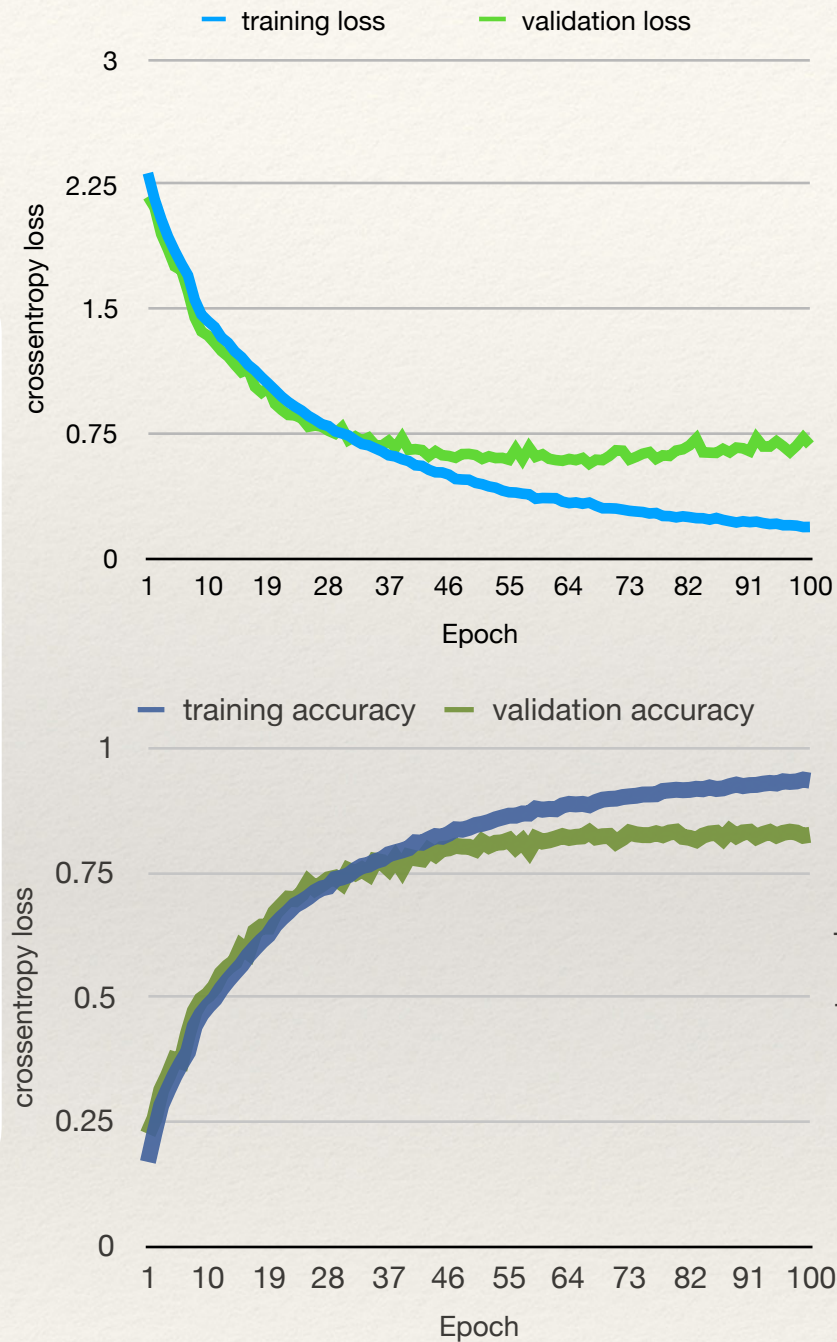 training loss validation loss
3
2.25
1.5
0.75
0
crossentropy loss
1 10 19 28 37 46 55 64 73 82 91 100
Epoch
training accuracy validation accuracy
1
0.75
0.5
0.25
0
crossentropy loss
1 10 19 28 37 46 55 64 73 82 91 100
Epoch